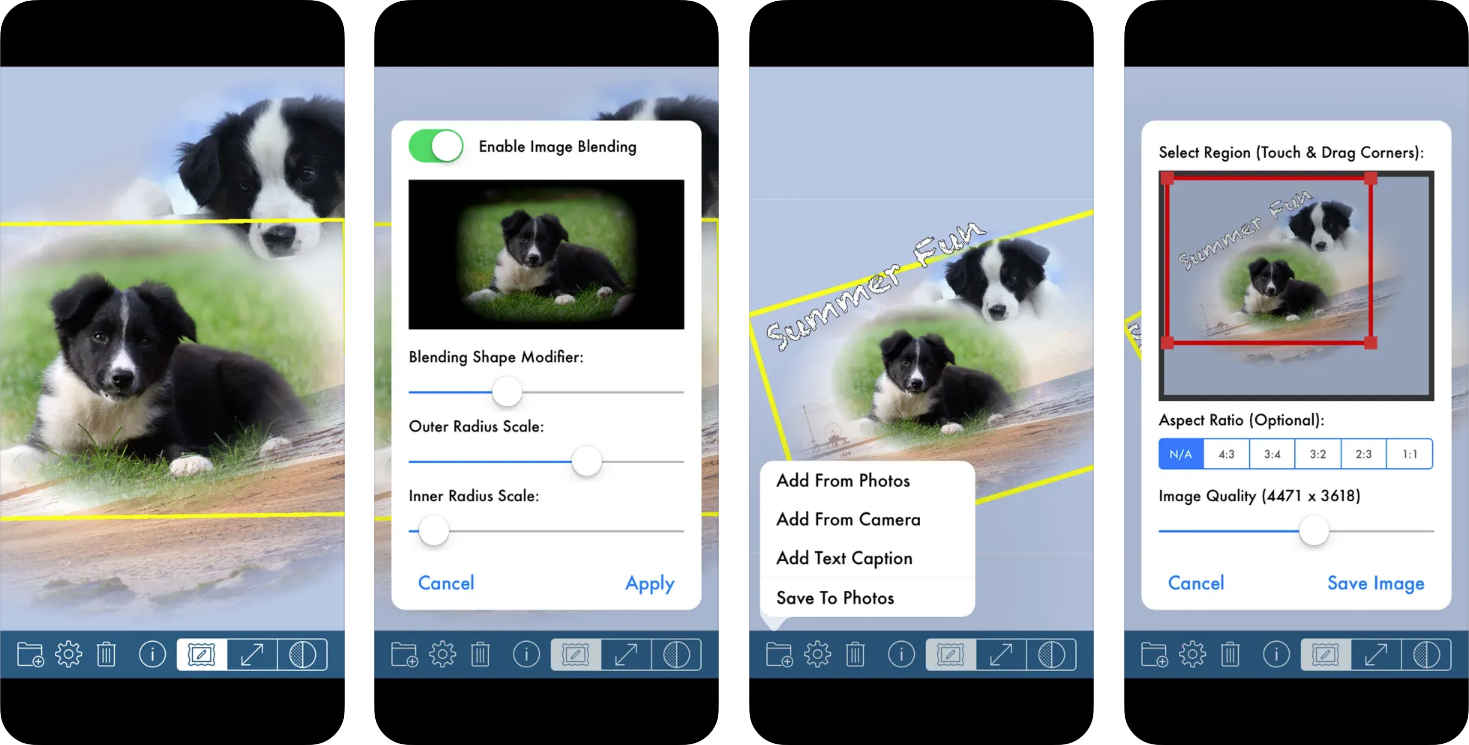 Enable Image Blending
Blending Shape Modifier:
Outer Radius Scale:
Inner Radius Scale:
Cancel
Apply
Summer Fun
Add From Photos
Add From Camera
Add Text Caption
Save To Photos
Select Region (Touch & Drag Corners):
Summer Fun
Aspect Ratio (Optional):
N/A 4:3 3:4 3:2 2:3 1:1
Image Quality (4471 x 3618)
Cancel
Save Image